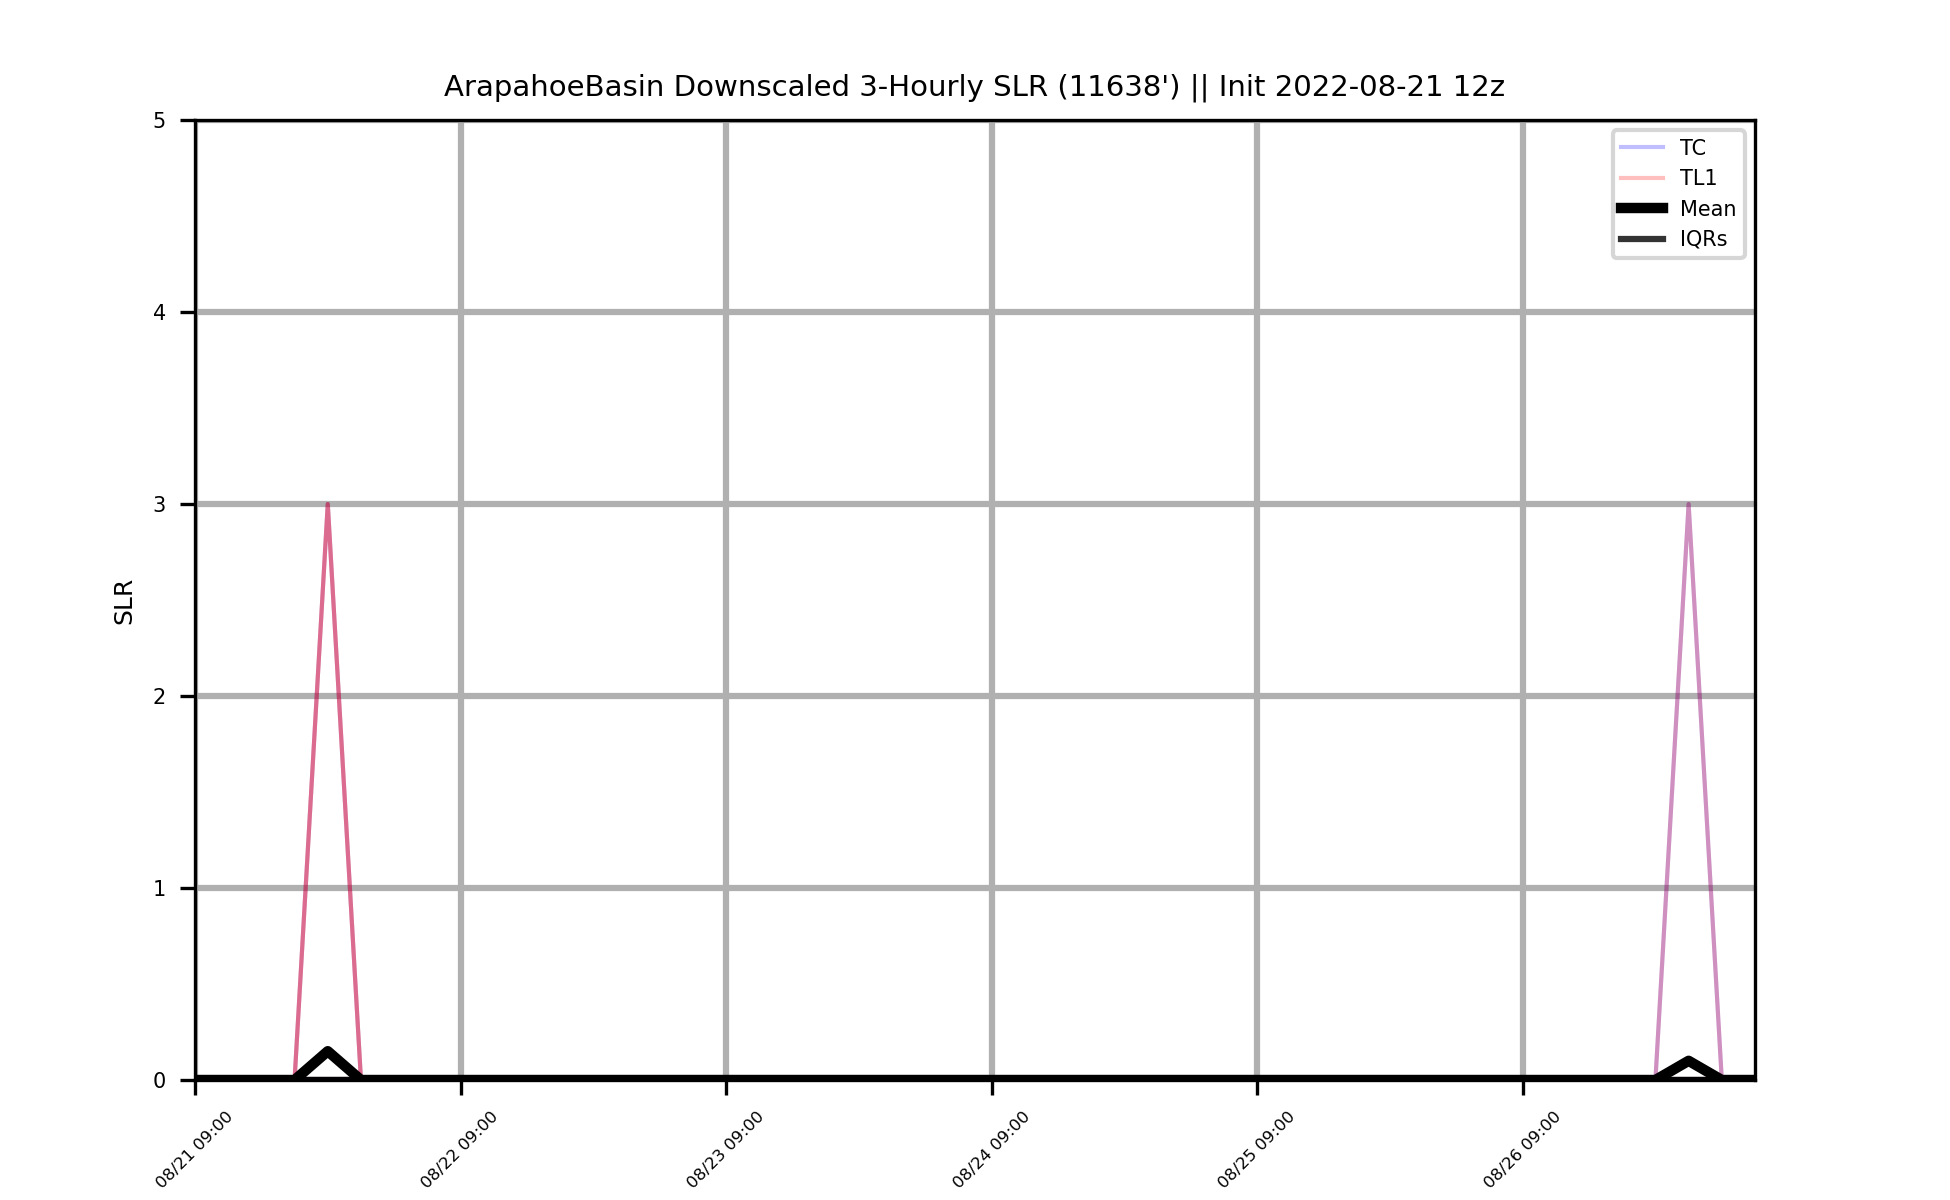 ArapahoeBasin Downscaled 3-Hourly SLR (11638') || Init 2022-08-21 12z
TC
TL1
Mean
IQRs
SLR
5
4
3
2
1
0
08/21 09:00
08/22 09:00
08/23 09:00
08/24 09:00
08/25 09:00
08/26 09:00